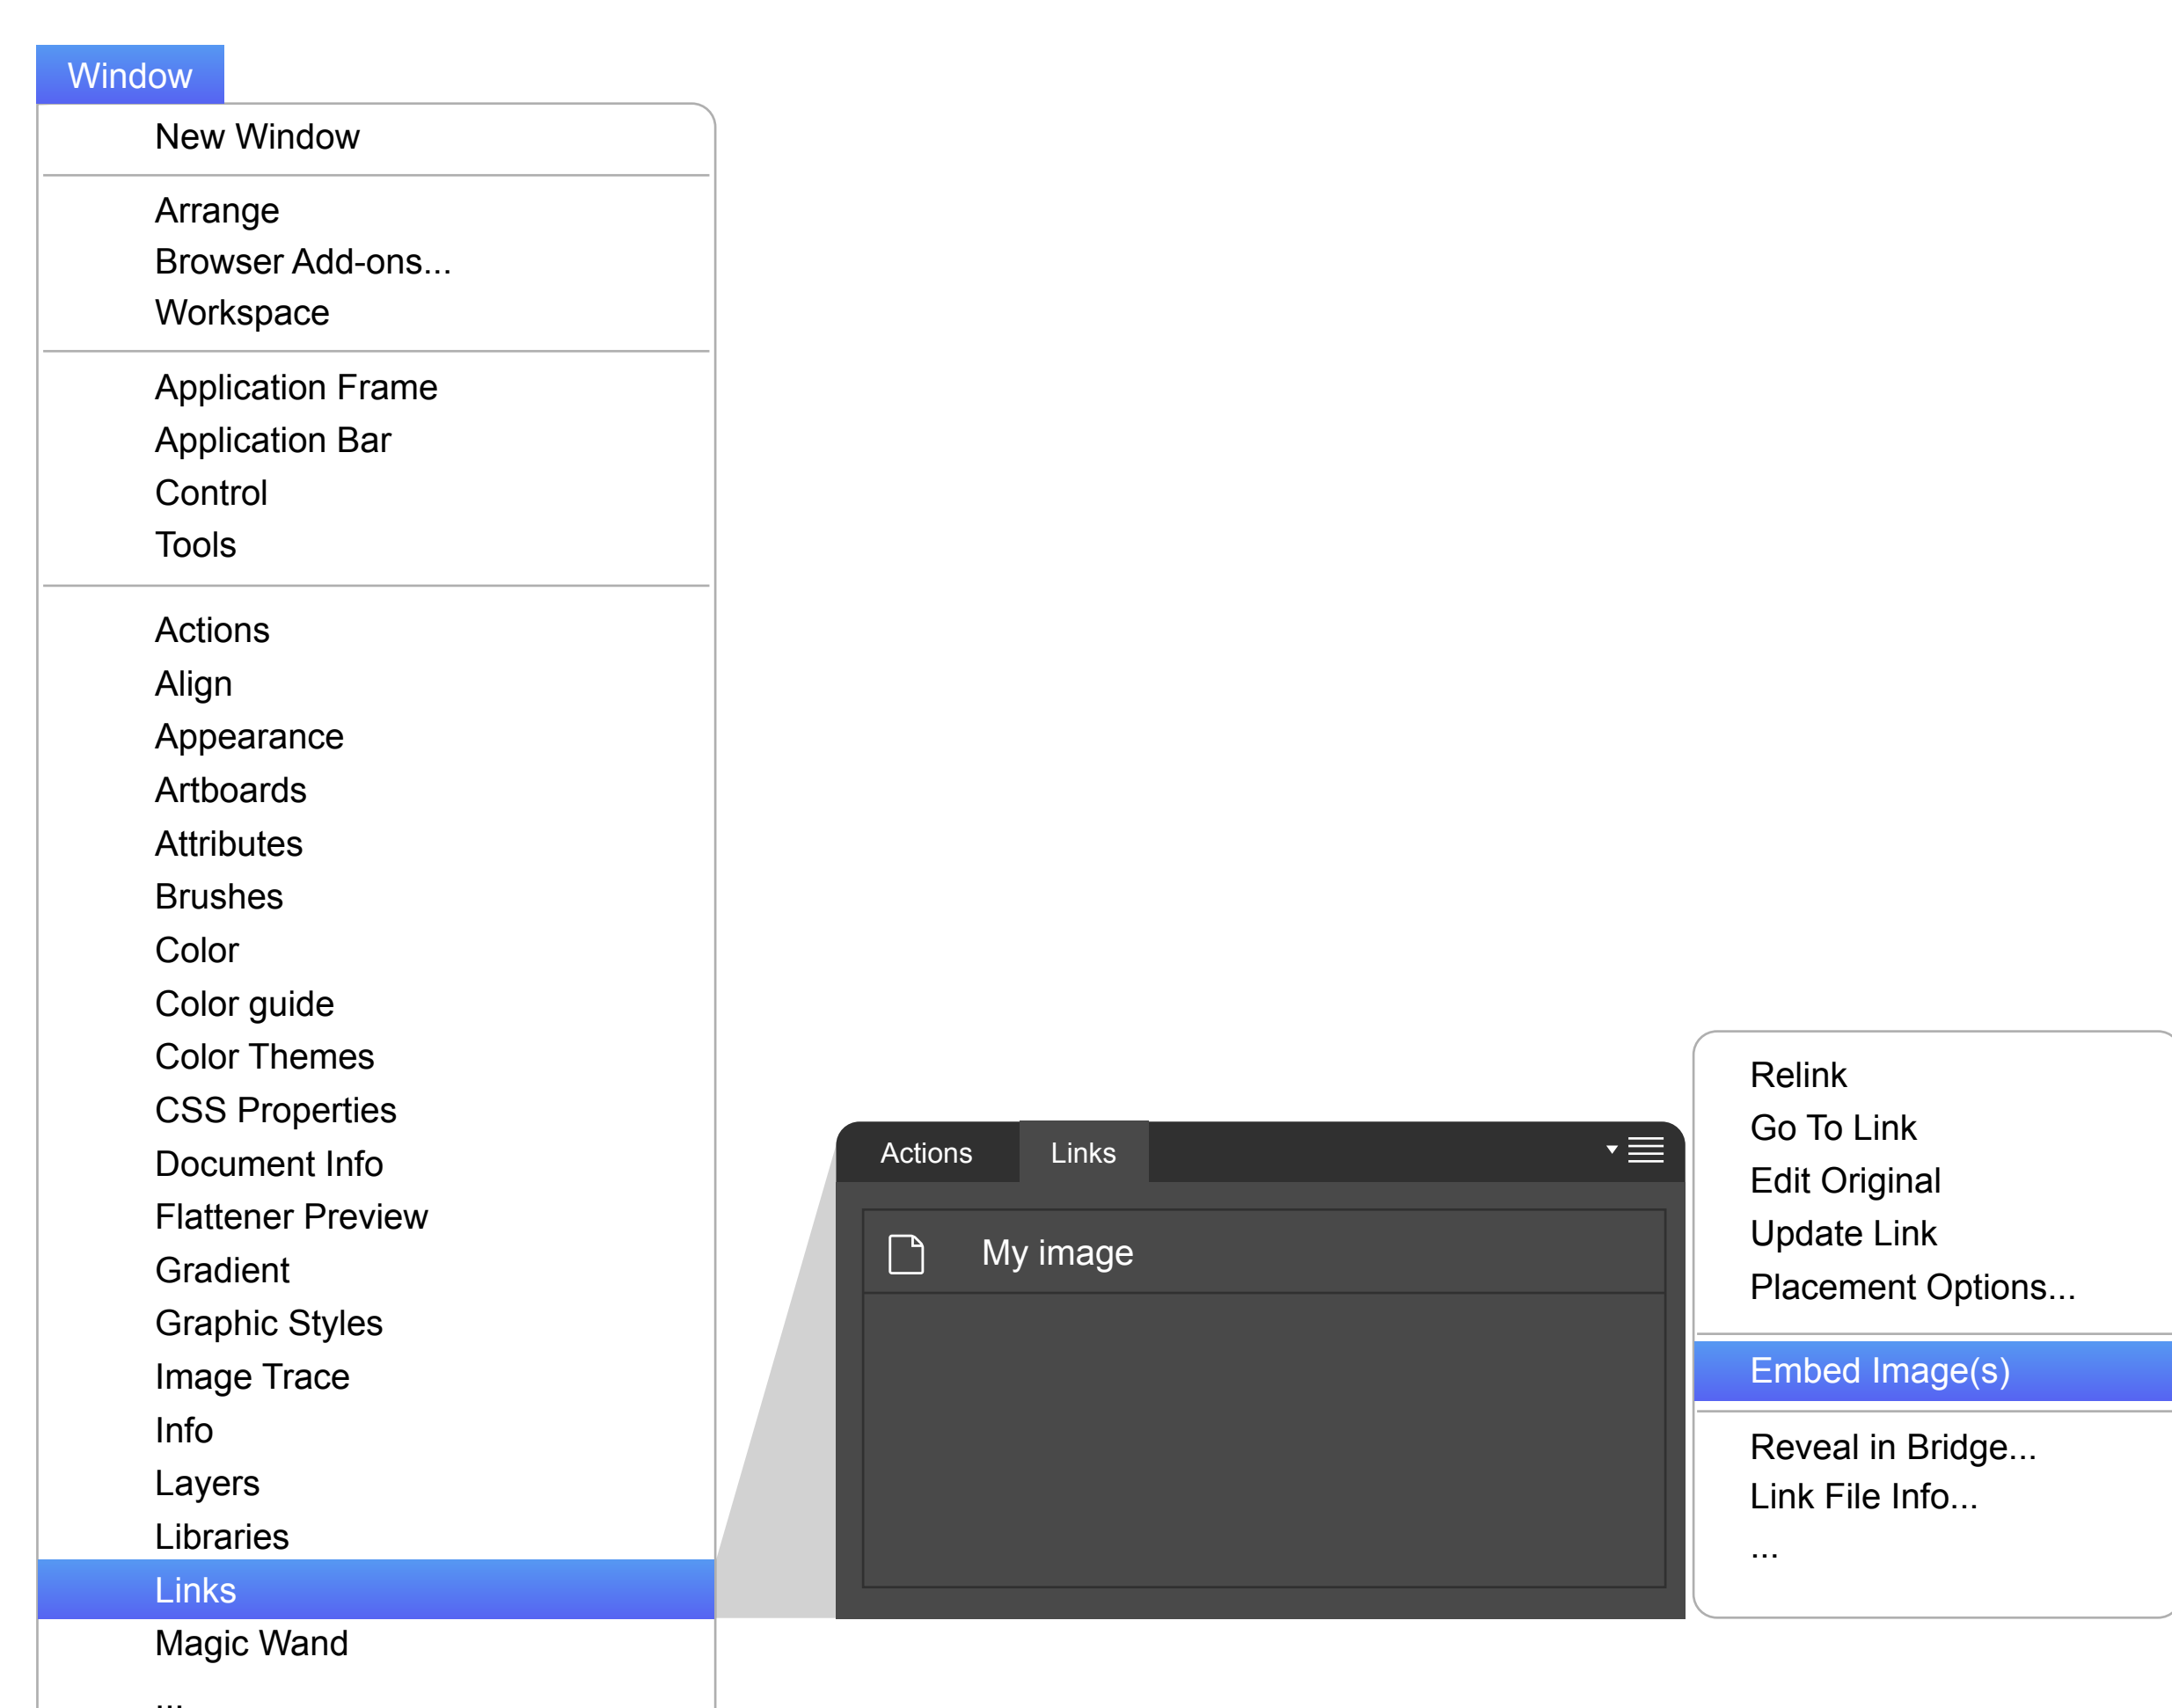 Window
New Window
Arrange
Browser Add-ons...
Workspace
Application Frame
Application Bar
Control
Tools
Actions
Align
Appearance
Artboards
Attributes
Brushes
Color
Color guide
Color Themes
CSS Properties
Document Info
Flattener Preview
Gradient
Graphic Styles
Image Trace
Info
Layers
Libraries
Links
Magic Wand
...
Actions Links
My image
Relink
Go To Link
Edit Original
Update Link
Placement Options...
Embed Image(s)
Reveal in Bridge...
Link File Info...
...